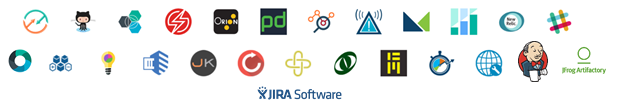 ORION
pd
New Relic
JK
JFrog Artifactory
JIRA Software